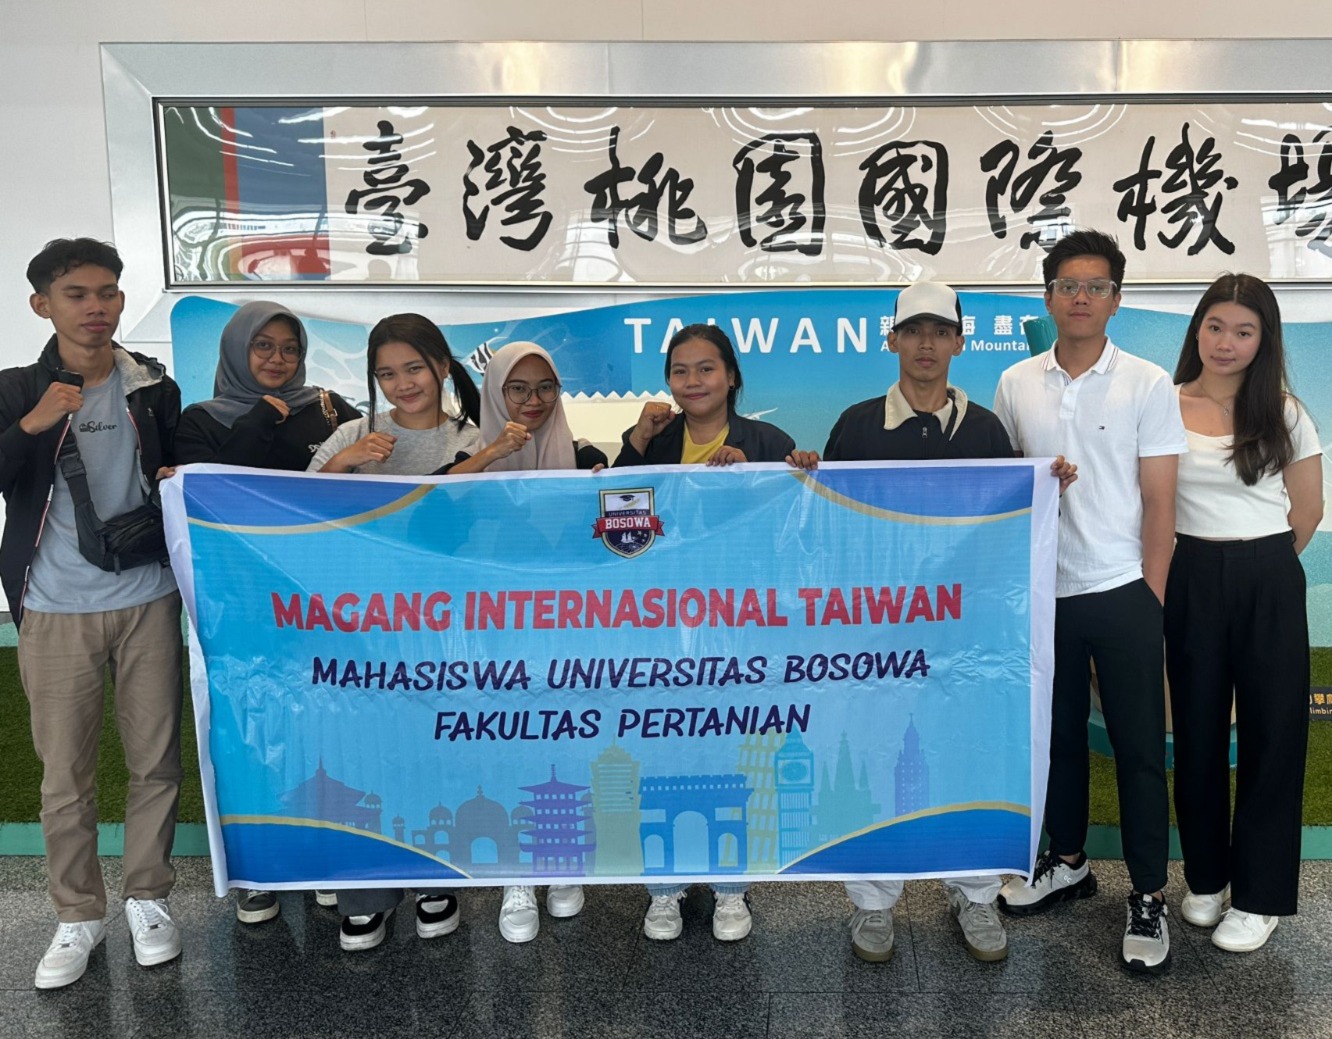 臺灣桃園國際機場
TAIWAN
Silver
UNIVERSITAS
BOSOWA
MAGANG INTERNASIONAL TAIWAN
MAHASISWA UNIVERSITAS BOSOWA
FAKULTAS PERTANIAN